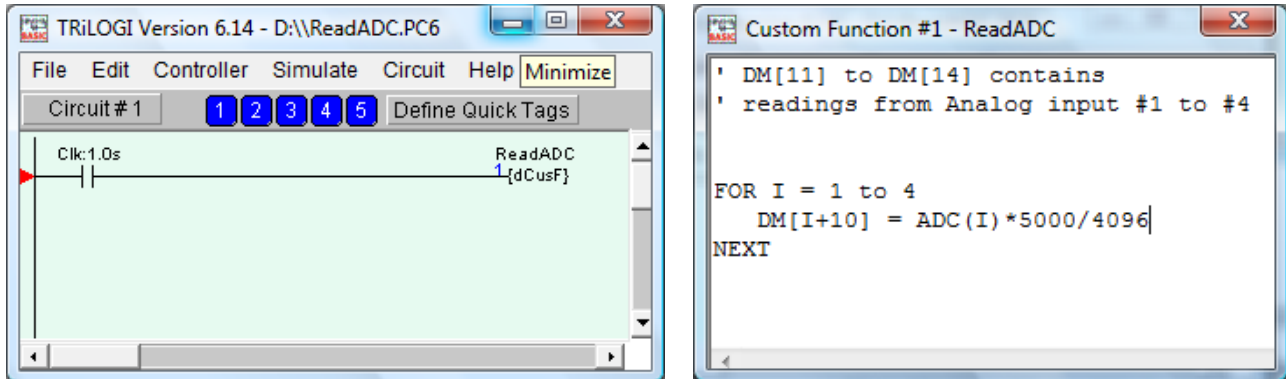 TRiLOGI Version 6.14 - D:\\ReadADC.PC6
File Edit Controller Simulate Circuit Help Minimize
Circuit # 1 1 2 3 4 5 Define Quick Tags
Clk:1.0s ReadADC
1 {dCusF}
Custom Function #1 - ReadADC
' DM[11] to DM[14] contains
' readings from Analog input #1 to #4
FOR I = 1 to 4
DM[I+10] = ADC(I)*5000/4096
NEXT